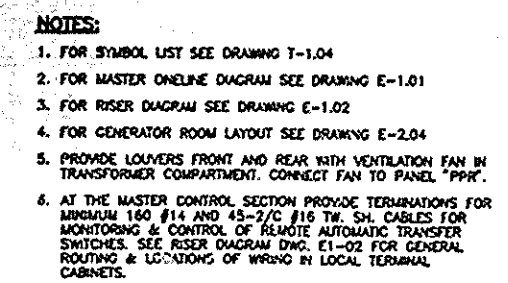 NOTES:
1. FOR SYMBOL LIST SEE DRAWING T-1.04
2. FOR MASTER ONELINE DIAGRAM SEE DRAWING E-1.01
3. FOR RISER DIAGRAM SEE DRAWING E-1.02
4. FOR GENERATOR ROOM LAYOUT SEE DRAWING E-2.04
5. PROVIDE LOUVERS FRONT AND REAR WITH VENTILATION FAN IN
TRANSFORMER COMPARTMENT. CONNECT FAN TO PANEL "PPR".
6. AT THE MASTER CONTROL SECTION PROVIDE TERMINATIONS FOR
MINIMUM 160 #14 AND 45-2/C #16 TW. SH. CABLES FOR
MONITORING & CONTROL OF REMOTE AUTOMATIC TRANSFER
SWITCHES. SEE RISER DIAGRAM DWG. E1-02 FOR GENERAL
ROUTING & LOCATIONS OF WIRING IN LOCAL TERMINAL
CABINETS.